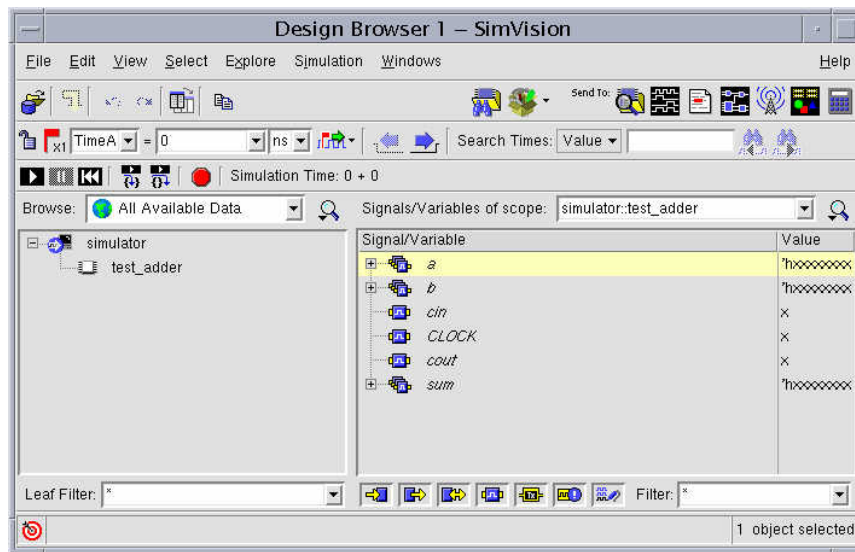 Design Browser 1 – SimVision
File Edit View Select Explore Simulation Windows Help
Send To:
x1 TimeA = 0 ns Search Times: Value
Simulation Time: 0 + 0
Browse: All Available Data Signals/Variables of scope: simulator::test_adder
simulator
test_adder
Signal/Variable Value
a 'hxxxxxxxx
b 'hxxxxxxxx
cin x
CLOCK x
cout x
sum 'hxxxxxxxx
Leaf Filter: * Filter: *
1 object selected